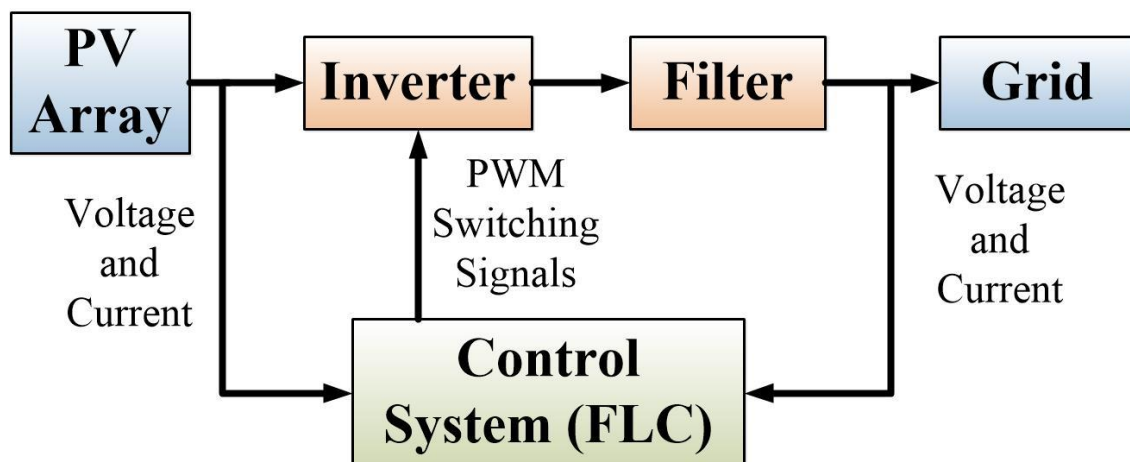 PV
Array
Inverter
Filter
Grid
Voltage
and
Current
PWM
Switching
Signals
Voltage
and
Current
Control
System (FLC)